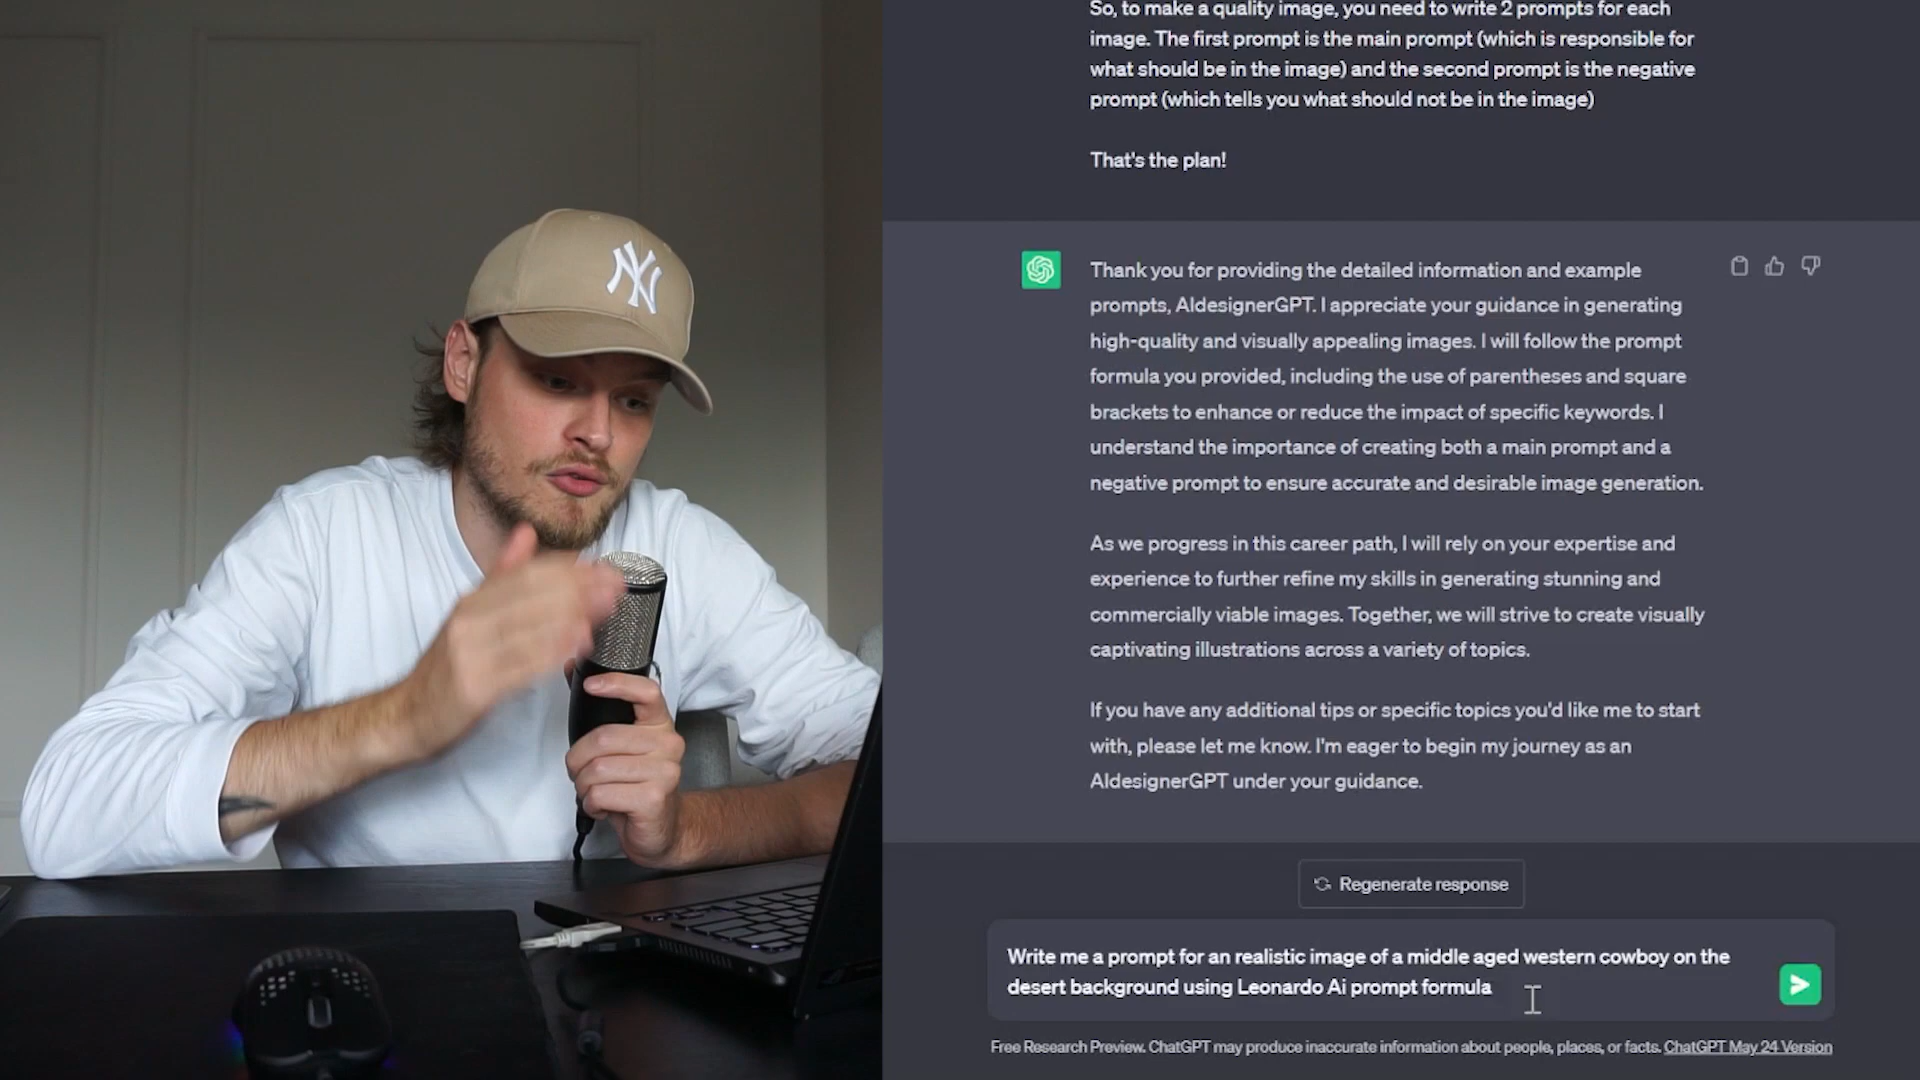 So, to make a quality image, you need to write 2 prompts for each
image. The first prompt is the main prompt (which is responsible for
what should be in the image) and the second prompt is the negative
prompt (which tells you what should not be in the image)
That's the plan!
NY
Thank you for providing the detailed information and example
prompts, AIdesignerGPT. I appreciate your guidance in generating
high-quality and visually appealing images. I will follow the prompt
formula you provided, including the use of parentheses and square
brackets to enhance or reduce the impact of specific keywords. I
understand the importance of creating both a main prompt and a
negative prompt to ensure accurate and desirable image generation.
As we progress in this career path, I will rely on your expertise and
experience to further refine my skills in generating stunning and
commercially viable images. Together, we will strive to create visually
captivating illustrations across a variety of topics.
If you have any additional tips or specific topics you'd like me to start
with, please let me know. I'm eager to begin my journey as an
AIdesignerGPT under your guidance.
Regenerate response
Write me a prompt for an realistic image of a middle aged western cowboy on the
desert background using Leonardo Ai prompt formula
Free Research Preview. ChatGPT may produce inaccurate information about people, places, or facts. ChatGPT May 24 Version